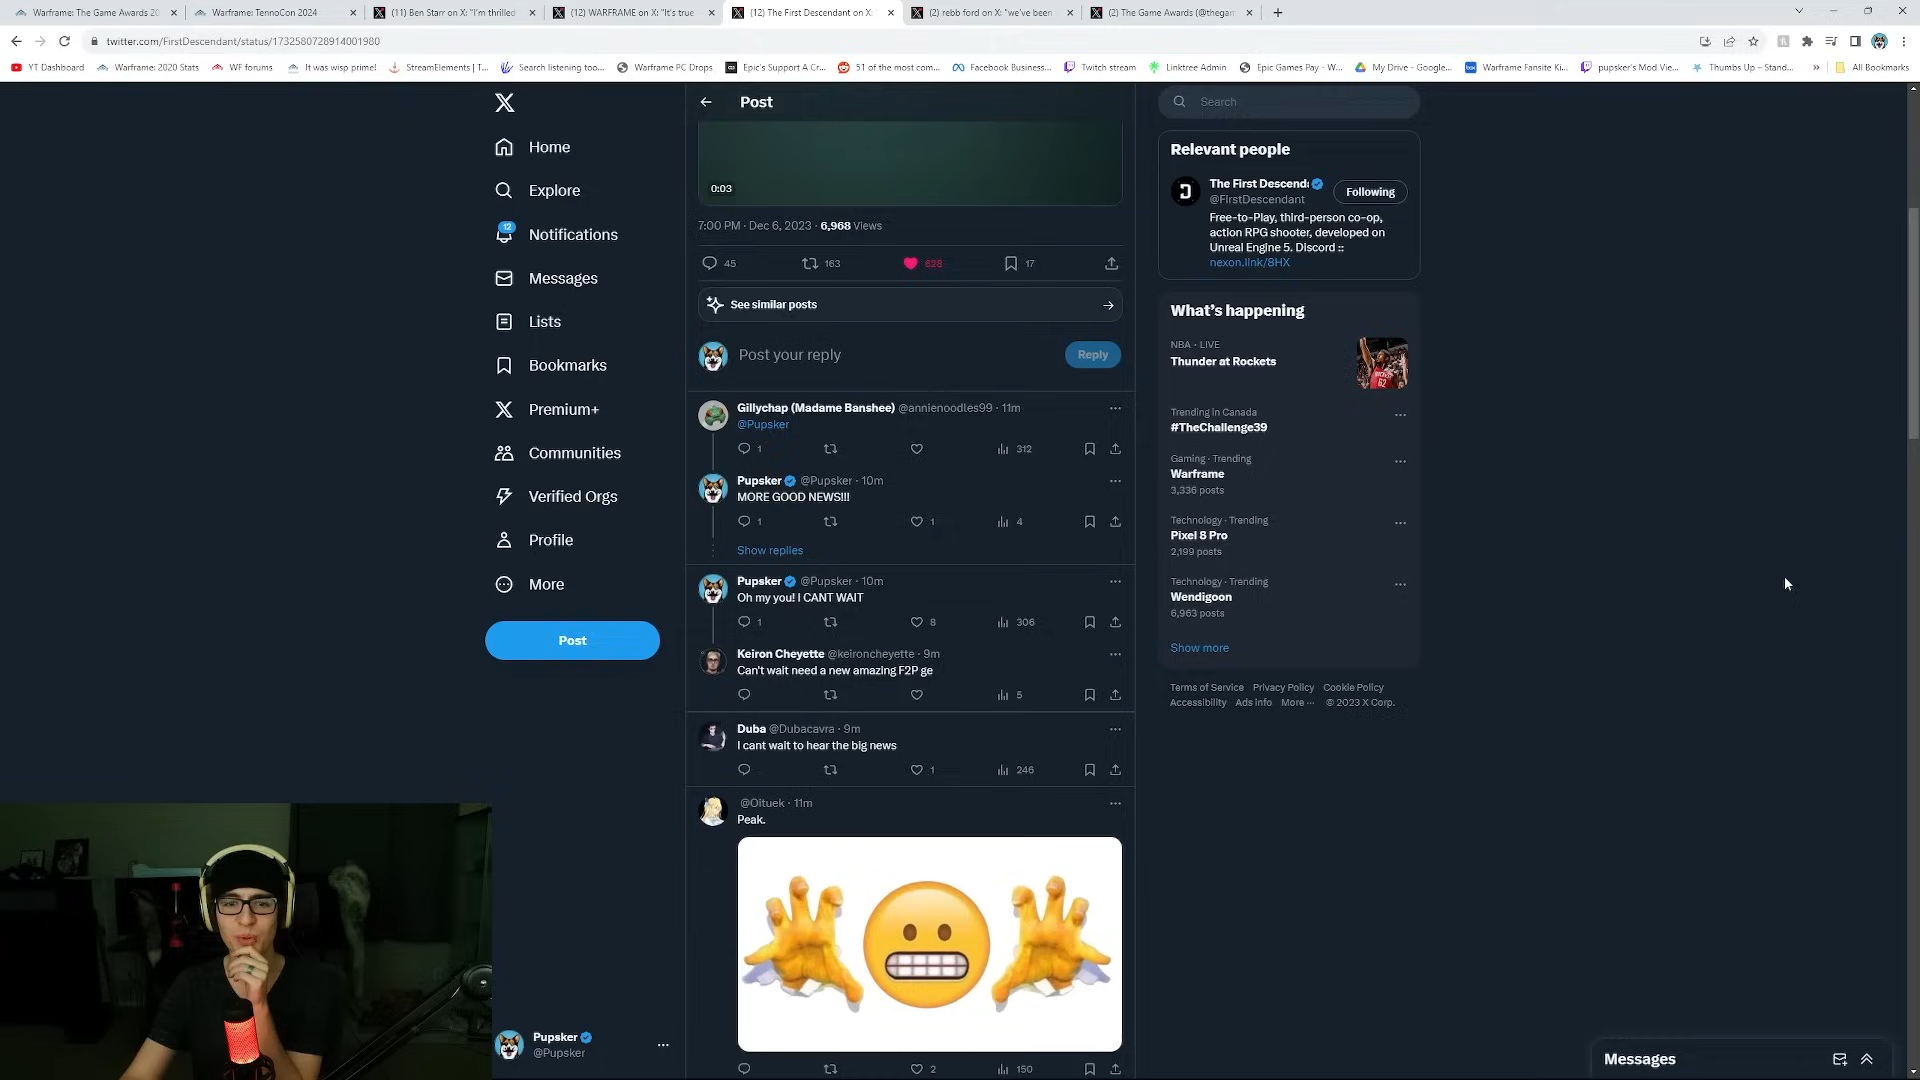 Warframe: The Game Awards 20
Warframe: TennoCon 2024
(11) Ben Starr on X: "I'm thrilled
(12) WARFRAME on X: "It's true
(12) The First Descendant on X:
(2) rebb ford on X: "we've been
(2) The Game Awards (@thegam
twitter.com/FirstDescendant/status/1732580728914001980
YT Dashboard
Warframe: 2020 Stats
WF forums
It was wisp prime!
StreamElements | T...
Search listening too...
Warframe PC Drops
Epic's Support A Cr...
51 of the most com...
Facebook Business...
Twitch stream
Linktree Admin
Epic Games Pay - W...
My Drive - Google...
Warframe Fansite Ki...
pupsker's Mod Vie...
Thumbs Up – Stand...
»
All Bookmarks
Home
Explore
12
Notifications
Messages
Lists
Bookmarks
Premium+
Communities
Verified Orgs
Profile
More
Post
Pupsker
@Pupsker
Post
0:03
7:00 PM · Dec 6, 2023 · 6,968 Views
45 163 628 17
See similar posts
Post your reply
Reply
Gillychap (Madame Banshee) @annienoodles99 · 11m
@Pupsker
1 312
Pupsker @Pupsker · 10m
MORE GOOD NEWS!!!
1 1 4
Show replies
Pupsker @Pupsker · 10m
Oh my you! I CANT WAIT
1 8 306
Keiron Cheyette @keironcheyette · 9m
Can't wait need a new amazing F2P ge
5
Duba @Dubacavra · 9m
I cant wait to hear the big news
1 246
@Oituek · 11m
Peak.
2 150
Search
Relevant people
The First Descenda
@FirstDescendant
Following
Free-to-Play, third-person co-op,
action RPG shooter, developed on
Unreal Engine 5. Discord ::
nexon.link/8HX
What's happening
NBA · LIVE
Thunder at Rockets
Trending in Canada
#TheChallenge39
Gaming · Trending
Warframe
3,336 posts
Technology · Trending
Pixel 8 Pro
2,199 posts
Technology · Trending
Wendigoon
6,963 posts
Show more
Terms of Service Privacy Policy Cookie Policy
Accessibility Ads info More ··· © 2023 X Corp.
Messages